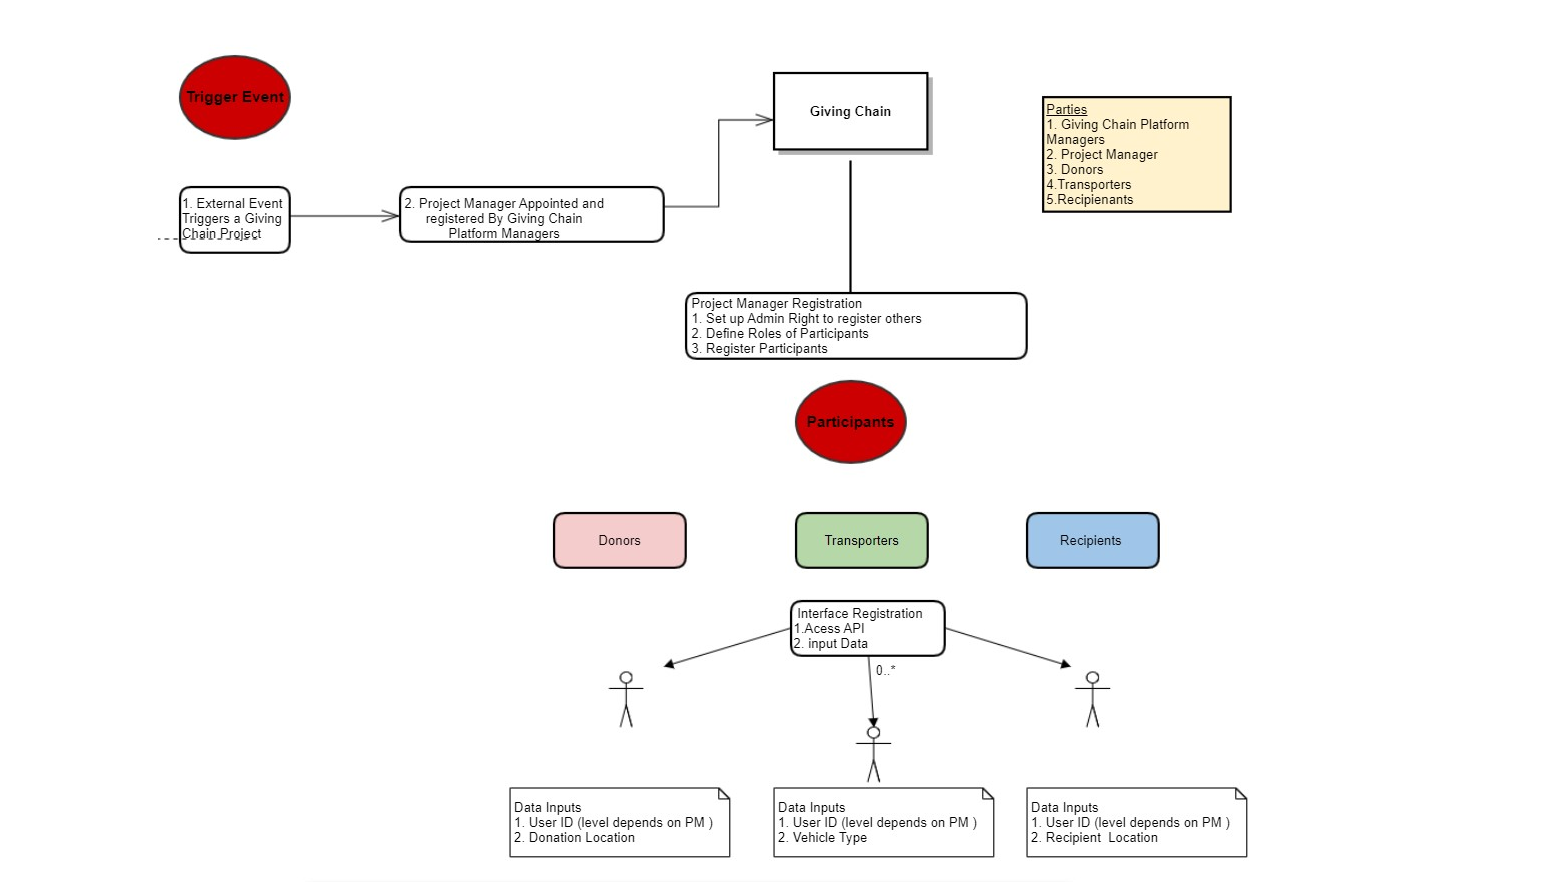 Trigger Event
Giving Chain
Parties
1. Giving Chain Platform
Managers
2. Project Manager
3. Donors
4.Transporters
5.Recipienants
1. External Event
Triggers a Giving
Chain Project
2. Project Manager Appointed and
registered By Giving Chain
Platform Managers
Project Manager Registration
1. Set up Admin Right to register others
2. Define Roles of Participants
3. Register Participants
Participants
Donors
Transporters
Recipients
Interface Registration
1.Acess API
2. input Data
0..*
Data Inputs
1. User ID (level depends on PM )
2. Donation Location
Data Inputs
1. User ID (level depends on PM )
2. Vehicle Type
Data Inputs
1. User ID (level depends on PM )
2. Recipient  Location